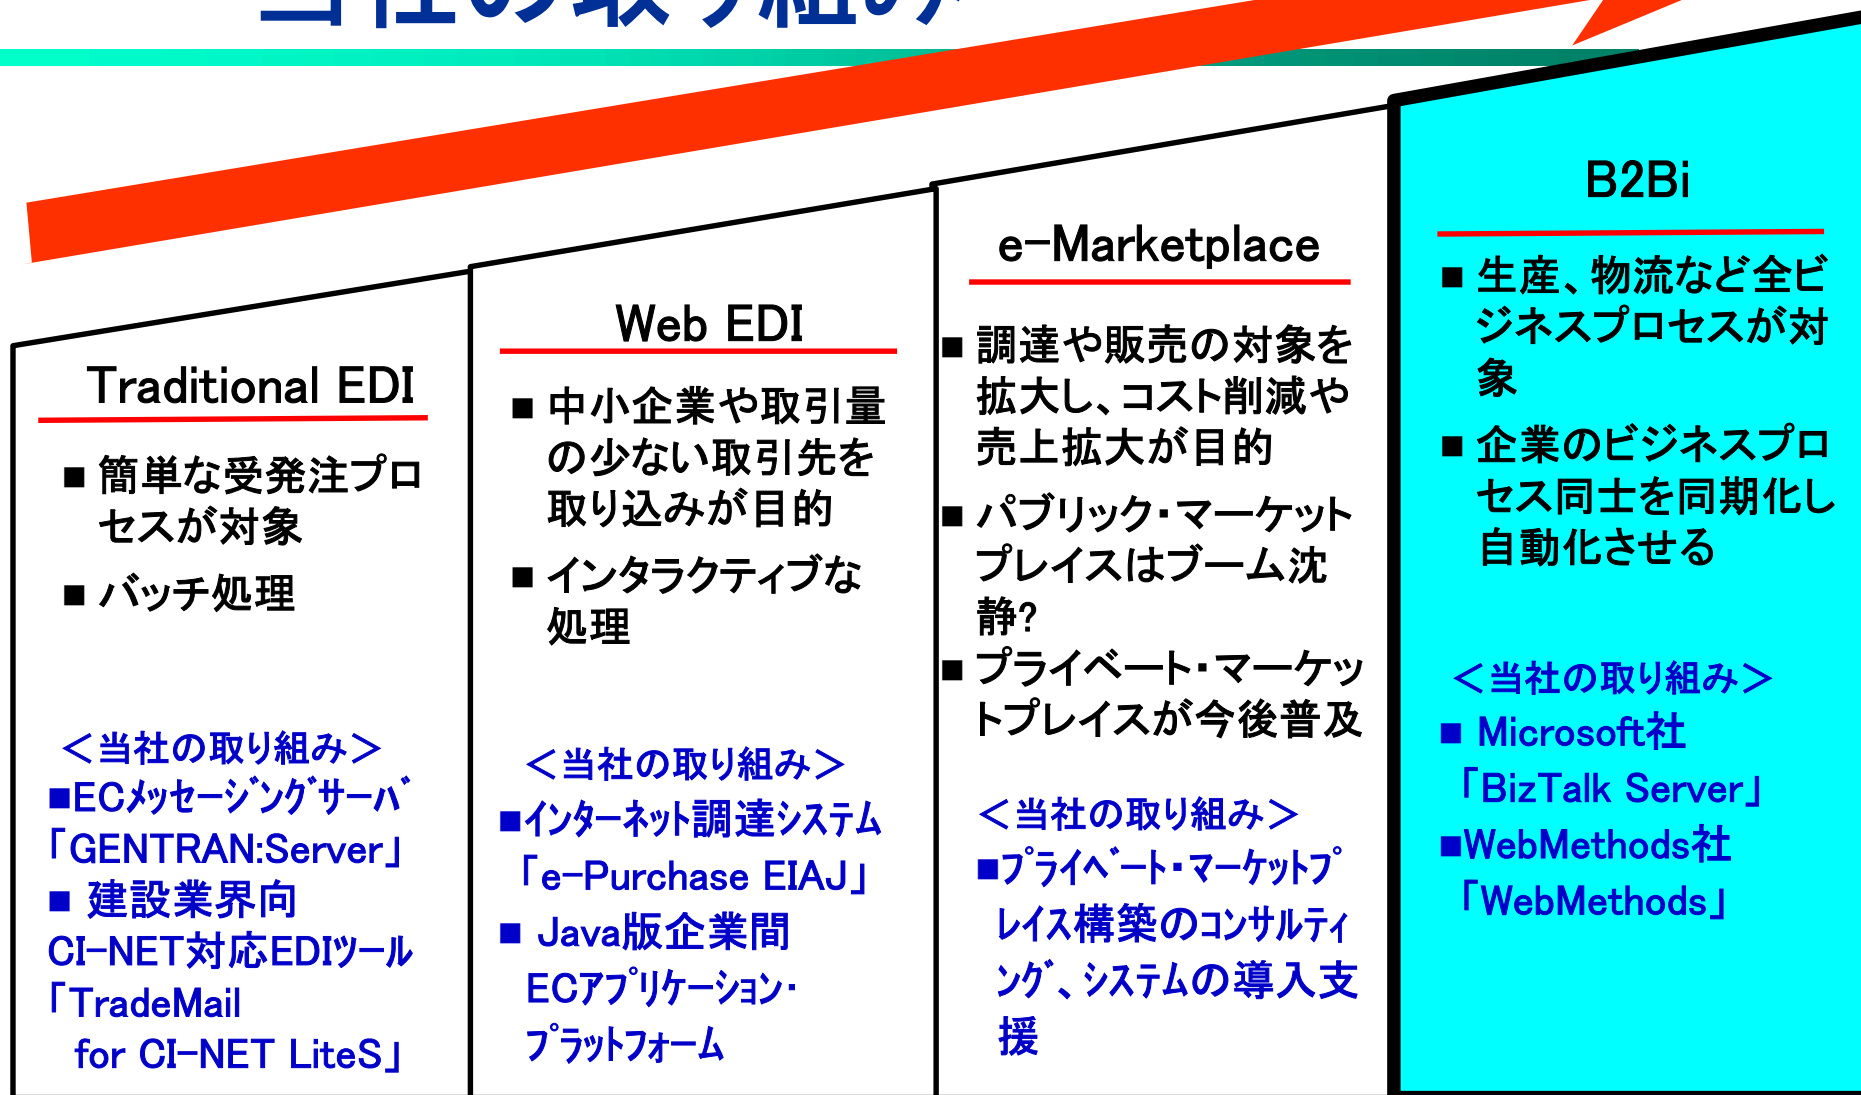 当社の取り組み
Traditional EDI
■ 簡単な受発注プロ
セスが対象
■ バッチ処理
＜当社の取り組み＞
■ECﾒｯｾｰｼﾞﾝｸﾞｻｰﾊﾞ
「GENTRAN:Server」
■ 建設業界向
CI-NET対応EDIﾂｰﾙ
「TradeMail
for CI-NET LiteS」
Web EDI
■ 中小企業や取引量
の少ない取引先を
取り込みが目的
■ インタラクティブな
処理
＜当社の取り組み＞
■ｲﾝﾀｰﾈｯﾄ調達ｼｽﾃﾑ
「e-Purchase EIAJ」
■ Java版企業間
ECｱﾌﾟﾘｹｰｼｮﾝ・
ﾌﾟﾗｯﾄﾌｫｰﾑ
e-Marketplace
■ 調達や販売の対象を
拡大し、コスト削減や
売上拡大が目的
■ パブリック・マーケット
プレイスはブーム沈
静?
■ プライベート・マーケッ
トプレイスが今後普及
＜当社の取り組み＞
■ﾌﾟﾗｲﾍﾞｰﾄ・ﾏｰｹｯﾄﾌﾟ
ﾚｲｽ構築のｺﾝｻﾙﾃｨ
ﾝｸﾞ、ｼｽﾃﾑの導入支
援
B2Bi
■ 生産、物流など全ビ
ジネスプロセスが対
象
■ 企業のビジネスプロ
セス同士を同期化し
自動化させる
＜当社の取り組み＞
■ Microsoft社
「BizTalk Server」
■WebMethods社
「WebMethods」